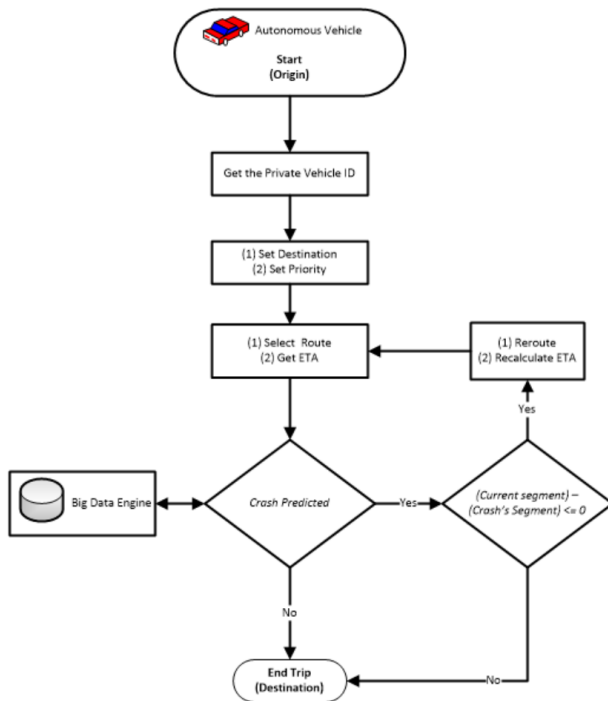 Autonomous Vehicle
Start
(Origin)
Get the Private Vehicle ID
(1) Set Destination
(2) Set Priority
(1) Select Route
(2) Get ETA
(1) Reroute
(2) Recalculate ETA
Yes
Big Data Engine
Crash Predicted
Yes
(Current segment) –
(Crash's Segment) <= 0
No
End Trip
(Destination)
No